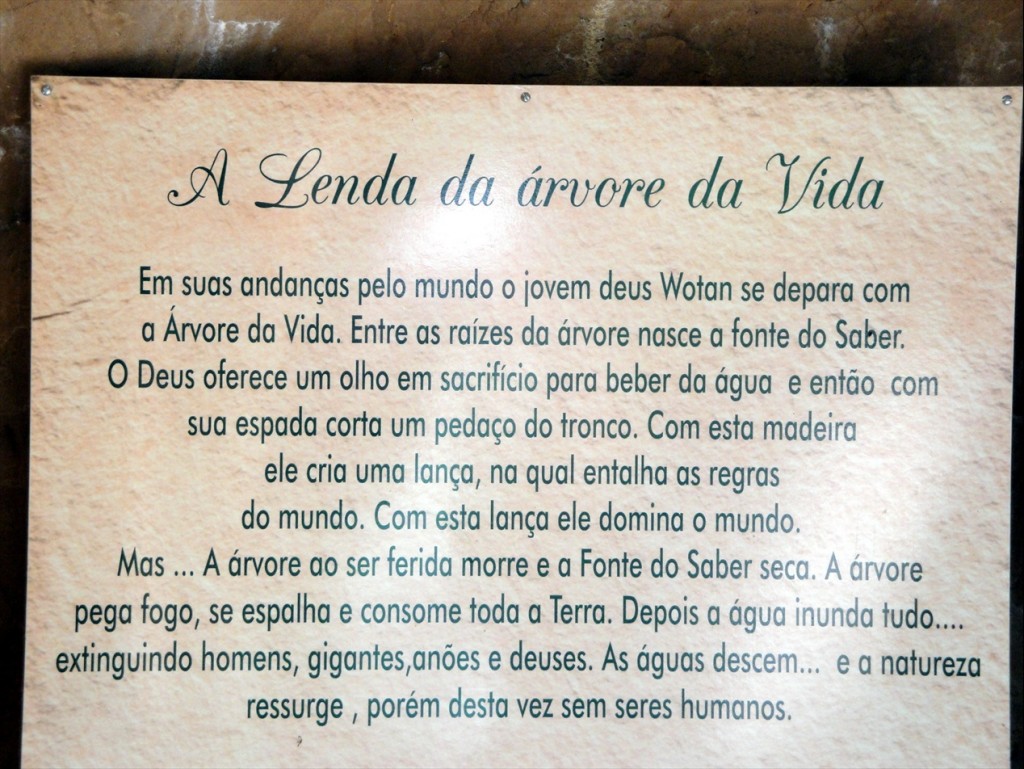 A Lenda da árvore da Vida
Em suas andanças pelo mundo o jovem deus Wotan se depara com
a Árvore da Vida. Entre as raízes da árvore nasce a fonte do Saber.
O Deus oferece um olho em sacrifício para beber da água e então com
sua espada corta um pedaço do tronco. Com esta madeira
ele cria uma lança, na qual entalha as regras
do mundo. Com esta lança ele domina o mundo.
Mas ... A árvore ao ser ferida morre e a Fonte do Saber seca. A árvore
pega fogo, se espalha e consome toda a Terra. Depois a água inunda tudo....
extinguindo homens, gigantes,anões e deuses. As águas descem... e a natureza
ressurge , porém desta vez sem seres humanos.